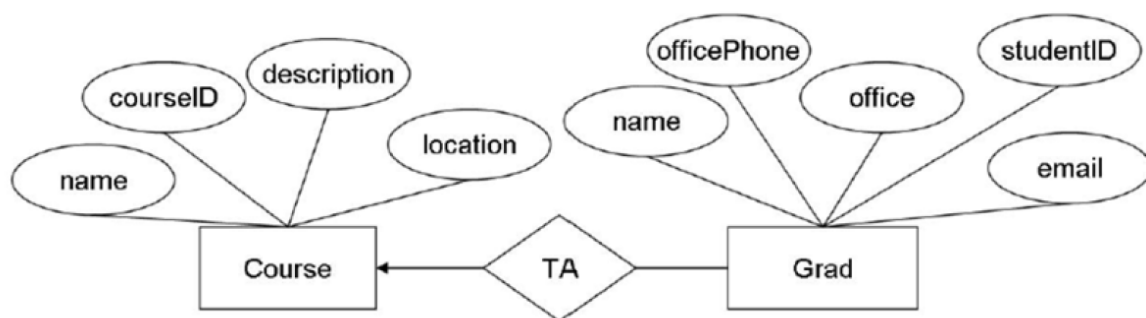 officePhone
studentID
description
courseID
office
name
location
name
email
Course
TA
Grad